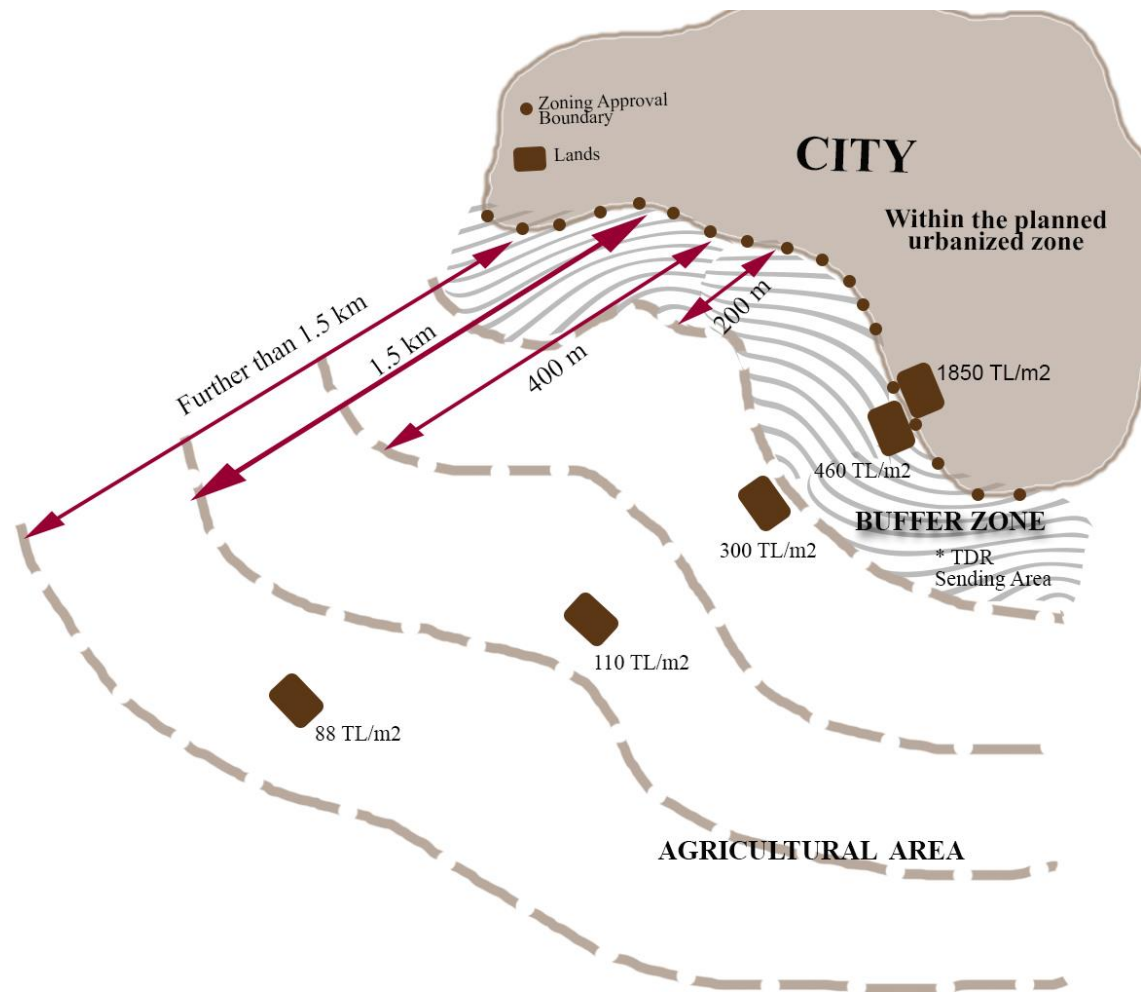 Zoning Approval
Boundary
Lands
CITY
Within the planned
urbanized zone
Further than 1.5 km
1.5 km
400 m
200 m
1850 TL/m2
460 TL/m2
BUFFER ZONE
* TDR
Sending Area
300 TL/m2
110 TL/m2
88 TL/m2
AGRICULTURAL AREA